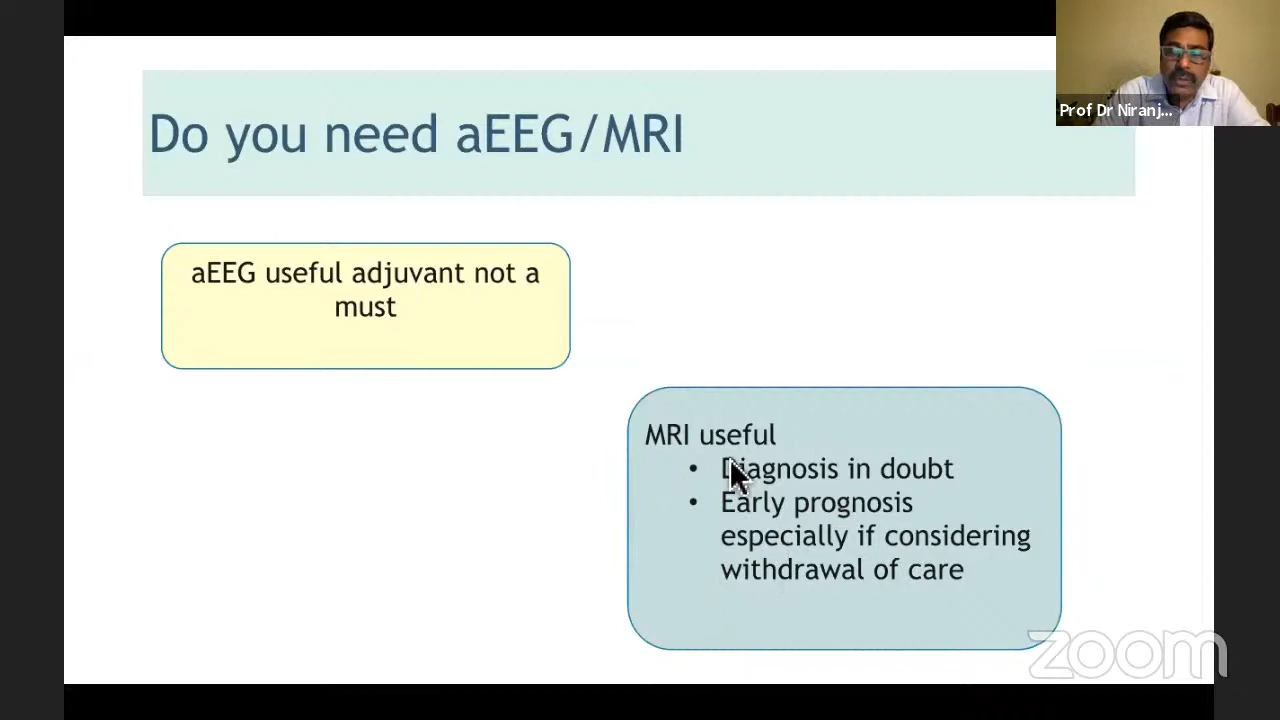 Prof Dr Niranj...
Do you need aEEG/MRI
aEEG useful adjuvant not a
must
MRI useful
• Diagnosis in doubt
• Early prognosis
especially if considering
withdrawal of care
zoom